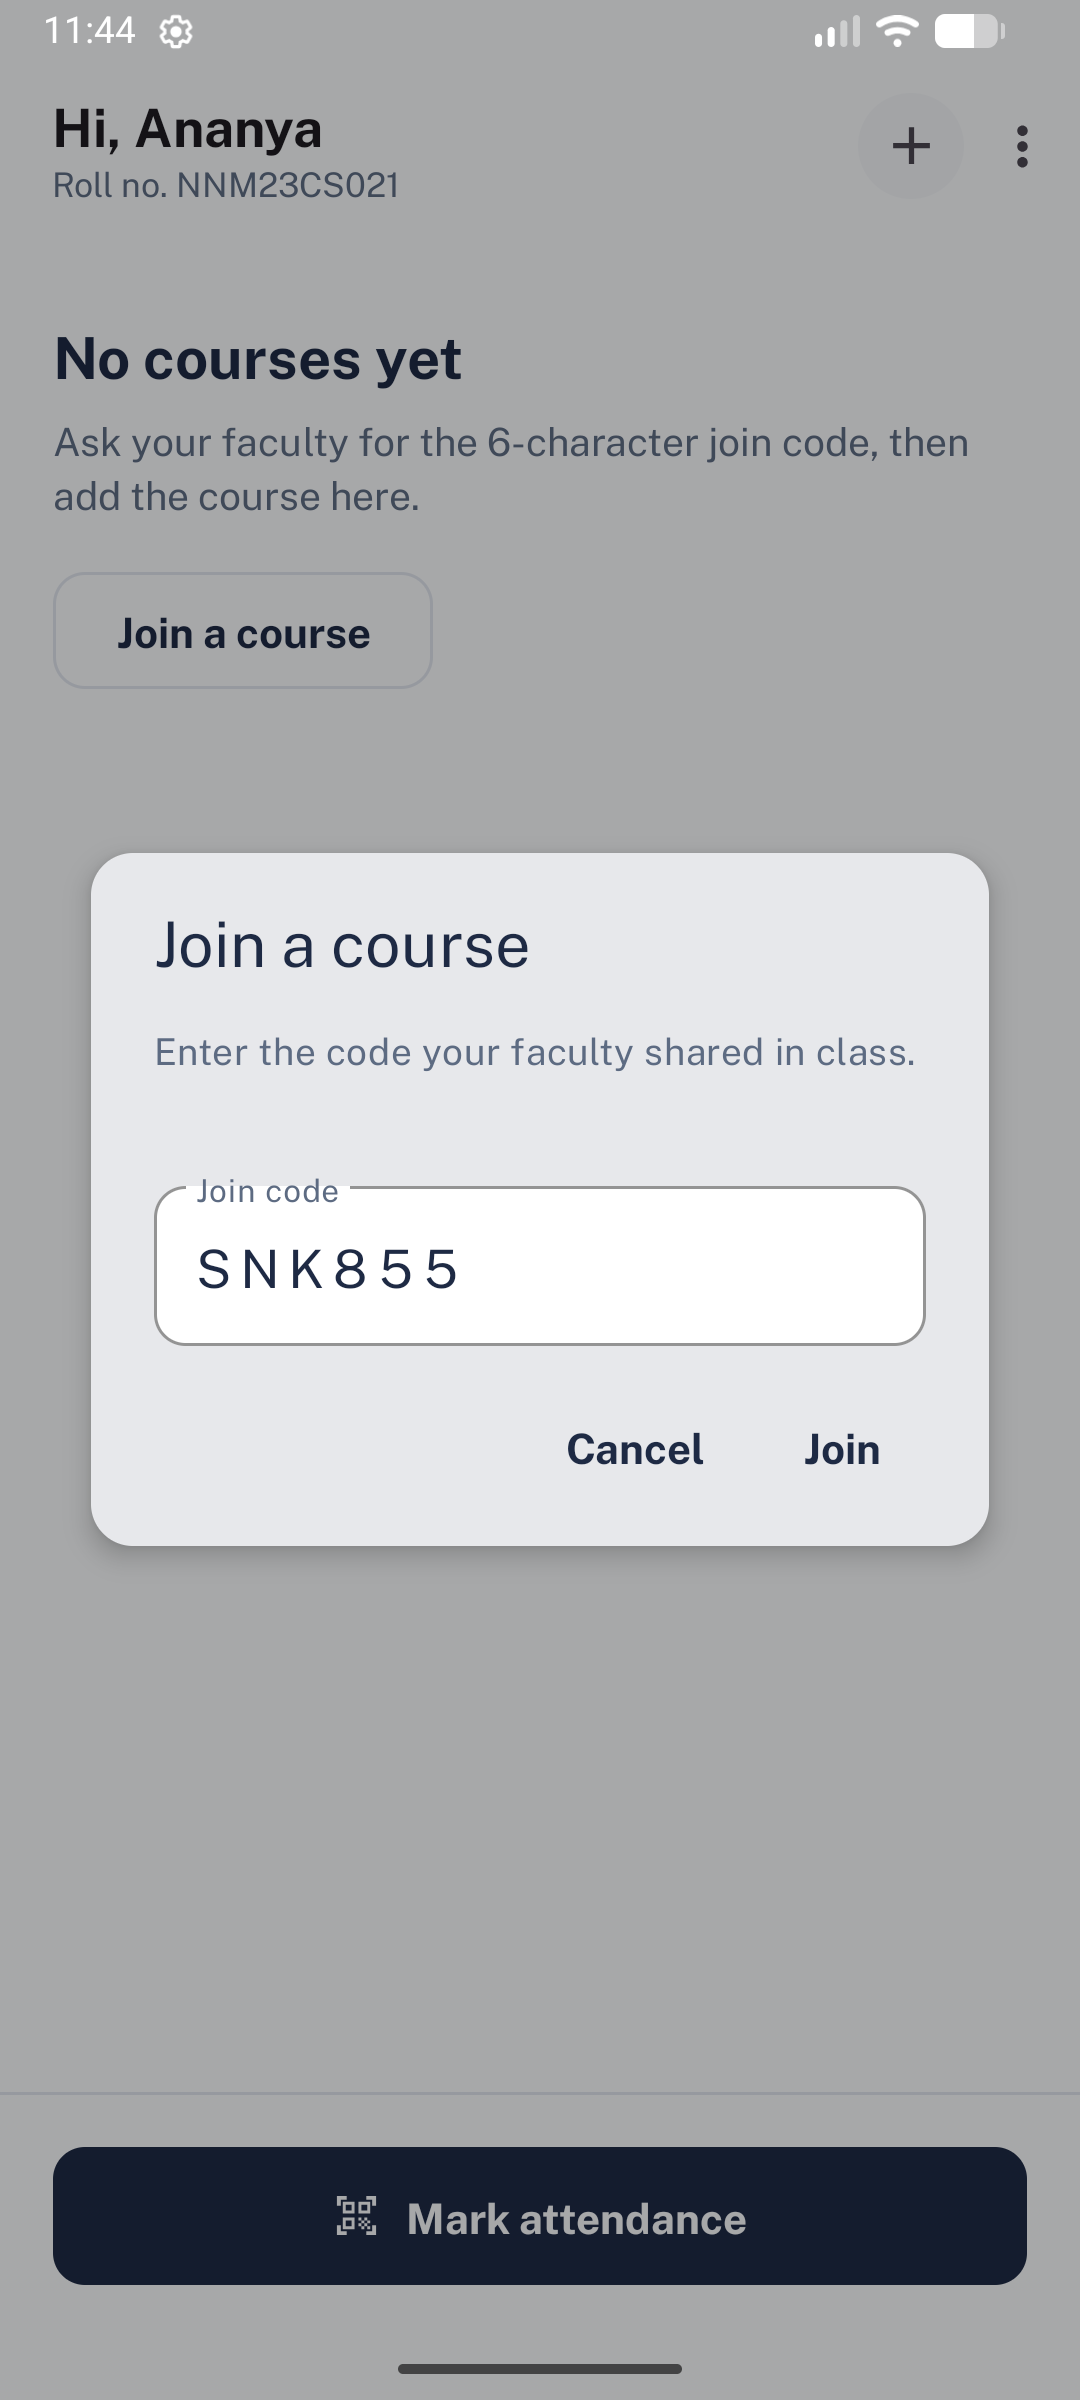 11:44
Hi, Ananya
Roll no. NNM23CS021
No courses yet
Ask your faculty for the 6-character join code, then
add the course here.
Join a course
Join a course
Enter the code your faculty shared in class.
Join code
SNK855
Cancel Join
Mark attendance